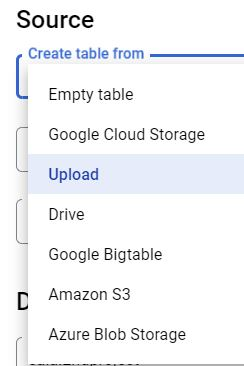 Source
Create table from
Empty table
Google Cloud Storage
Upload
Drive
Google Bigtable
Amazon S3
Azure Blob Storage
D